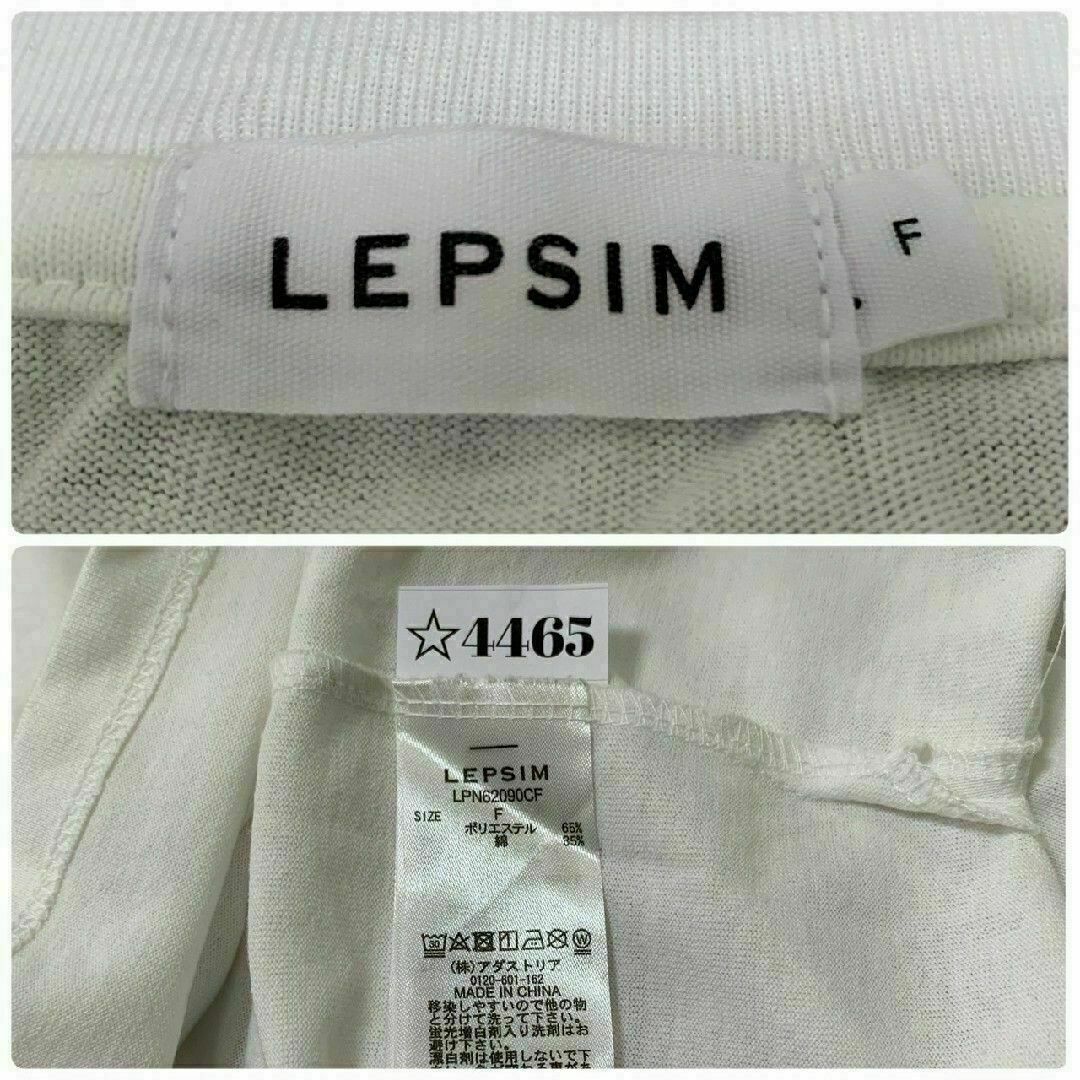 LEPSIM
F
☆4465
LEPSIM
LPN62090CF
SIZE F
ポリエステル 65%
綿 35%
(株)アダストリア
0120-601-162
MADE IN CHINA
移染しやすいので他の物
と分けて洗って下さい。
蛍光増白剤入り洗剤はお
避け下さい。
漂白剤は使用しないで下